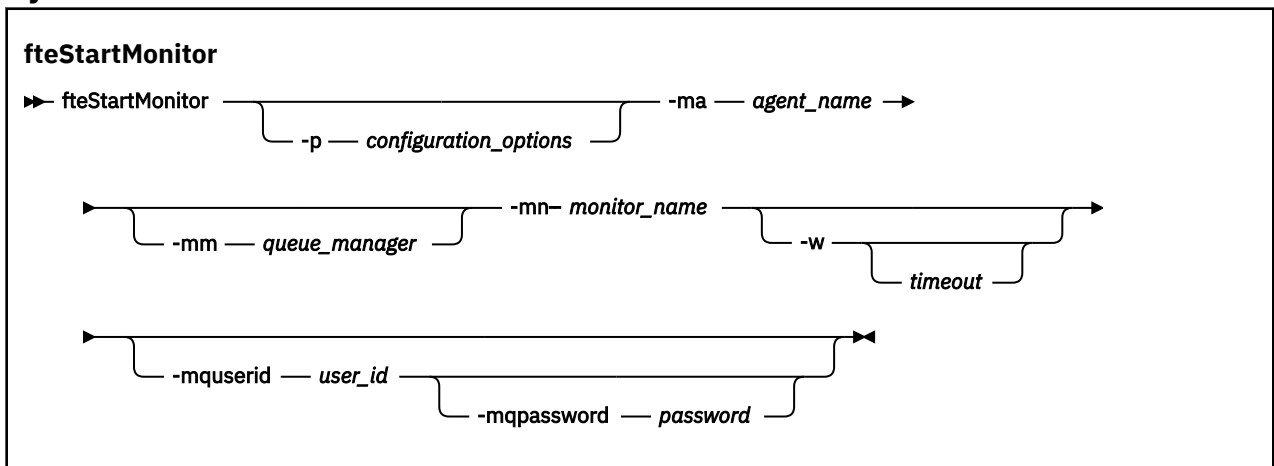 fteStartMonitor
fteStartMonitor -ma agent_name
-p configuration_options
-mn monitor_name
-mm queue_manager -w
timeout
-mquserid user_id
-mqpassword password